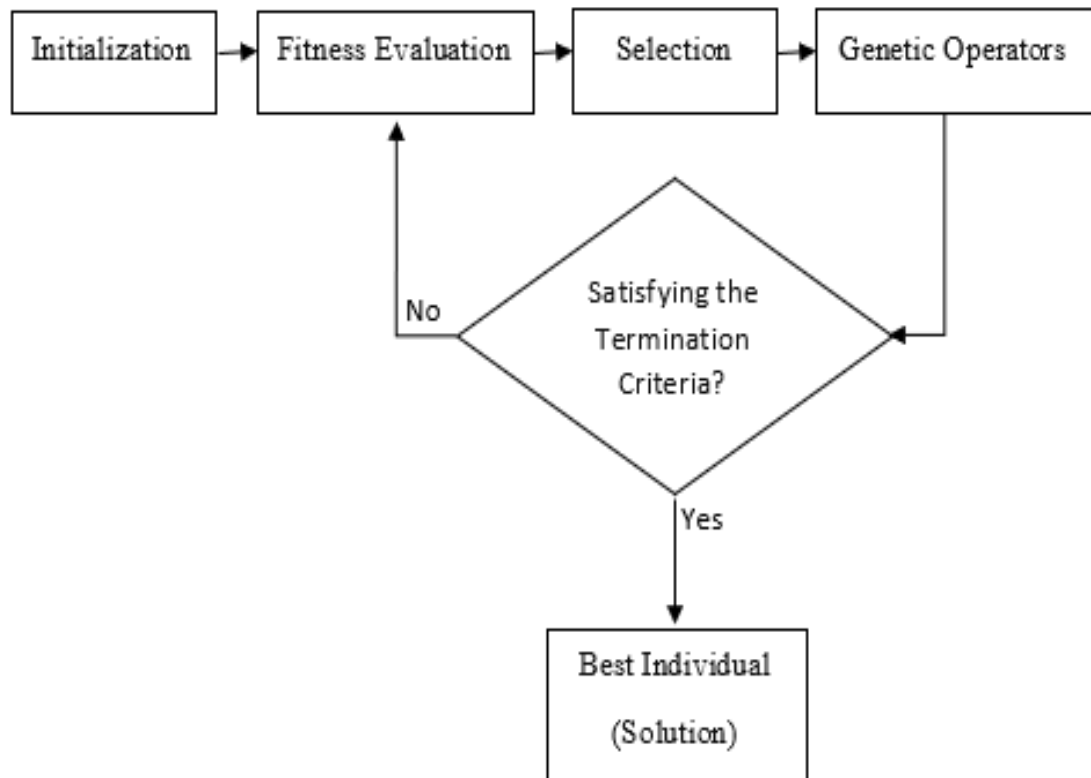 Initialization
Fitness Evaluation
Selection
Genetic Operators
Satisfying the
Termination
Criteria?
No
Yes
Best Individual
(Solution)